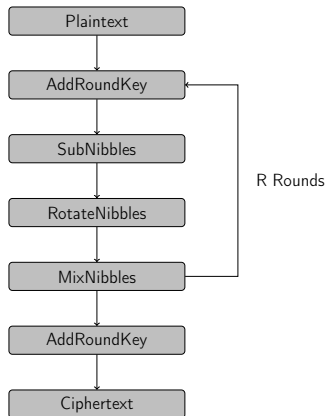 Plaintext
AddRoundKey
SubNibbles
R Rounds
RotateNibbles
MixNibbles
AddRoundKey
Ciphertext